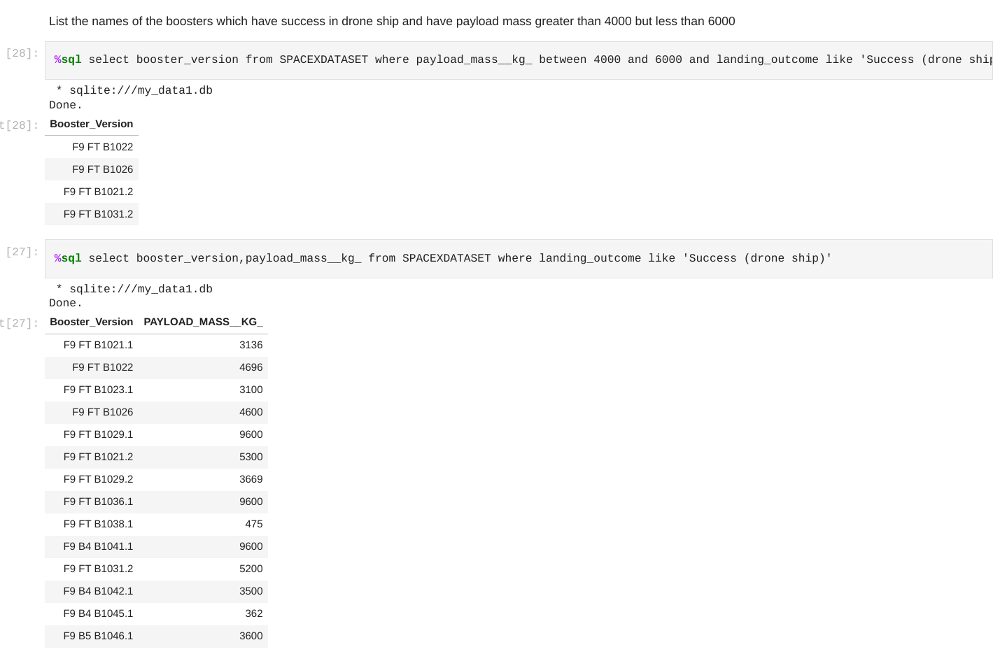 List the names of the boosters which have success in drone ship and have payload mass greater than 4000 but less than 6000
[28]: %sql select booster_version from SPACEXDATASET where payload_mass__kg_ between 4000 and 6000 and landing_outcome like 'Success (drone ship
* sqlite:///my_data1.db
Done.
t[28]: Booster_Version
F9 FT B1022
F9 FT B1026
F9 FT B1021.2
F9 FT B1031.2
[27]: %sql select booster_version,payload_mass__kg_ from SPACEXDATASET where landing_outcome like 'Success (drone ship)'
* sqlite:///my_data1.db
Done.
t[27]: Booster_Version PAYLOAD_MASS__KG_
F9 FT B1021.1 3136
F9 FT B1022 4696
F9 FT B1023.1 3100
F9 FT B1026 4600
F9 FT B1029.1 9600
F9 FT B1021.2 5300
F9 FT B1029.2 3669
F9 FT B1036.1 9600
F9 FT B1038.1 475
F9 B4 B1041.1 9600
F9 FT B1031.2 5200
F9 B4 B1042.1 3500
F9 B4 B1045.1 362
F9 B5 B1046.1 3600